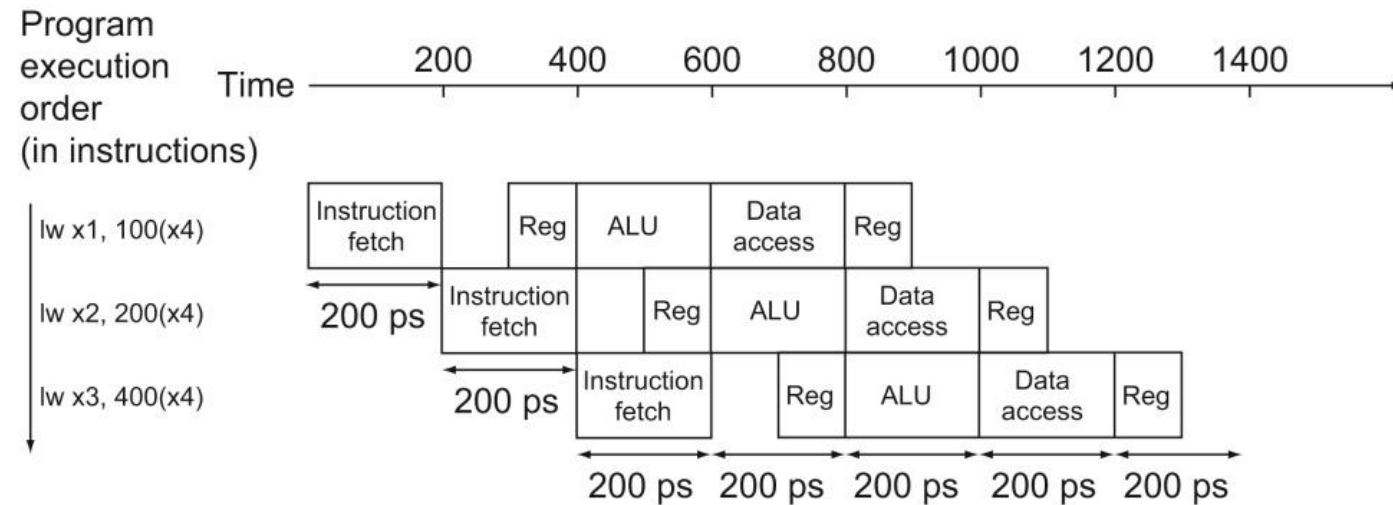 Program
execution
order
(in instructions)
Time
200 400 600 800 1000 1200 1400
lw x1, 100(x4)
Instruction
fetch
Reg
ALU
Data
access
Reg
200 ps
lw x2, 200(x4)
Instruction
fetch
Reg
ALU
Data
access
Reg
200 ps
lw x3, 400(x4)
Instruction
fetch
Reg
ALU
Data
access
Reg
200 ps 200 ps 200 ps 200 ps 200 ps